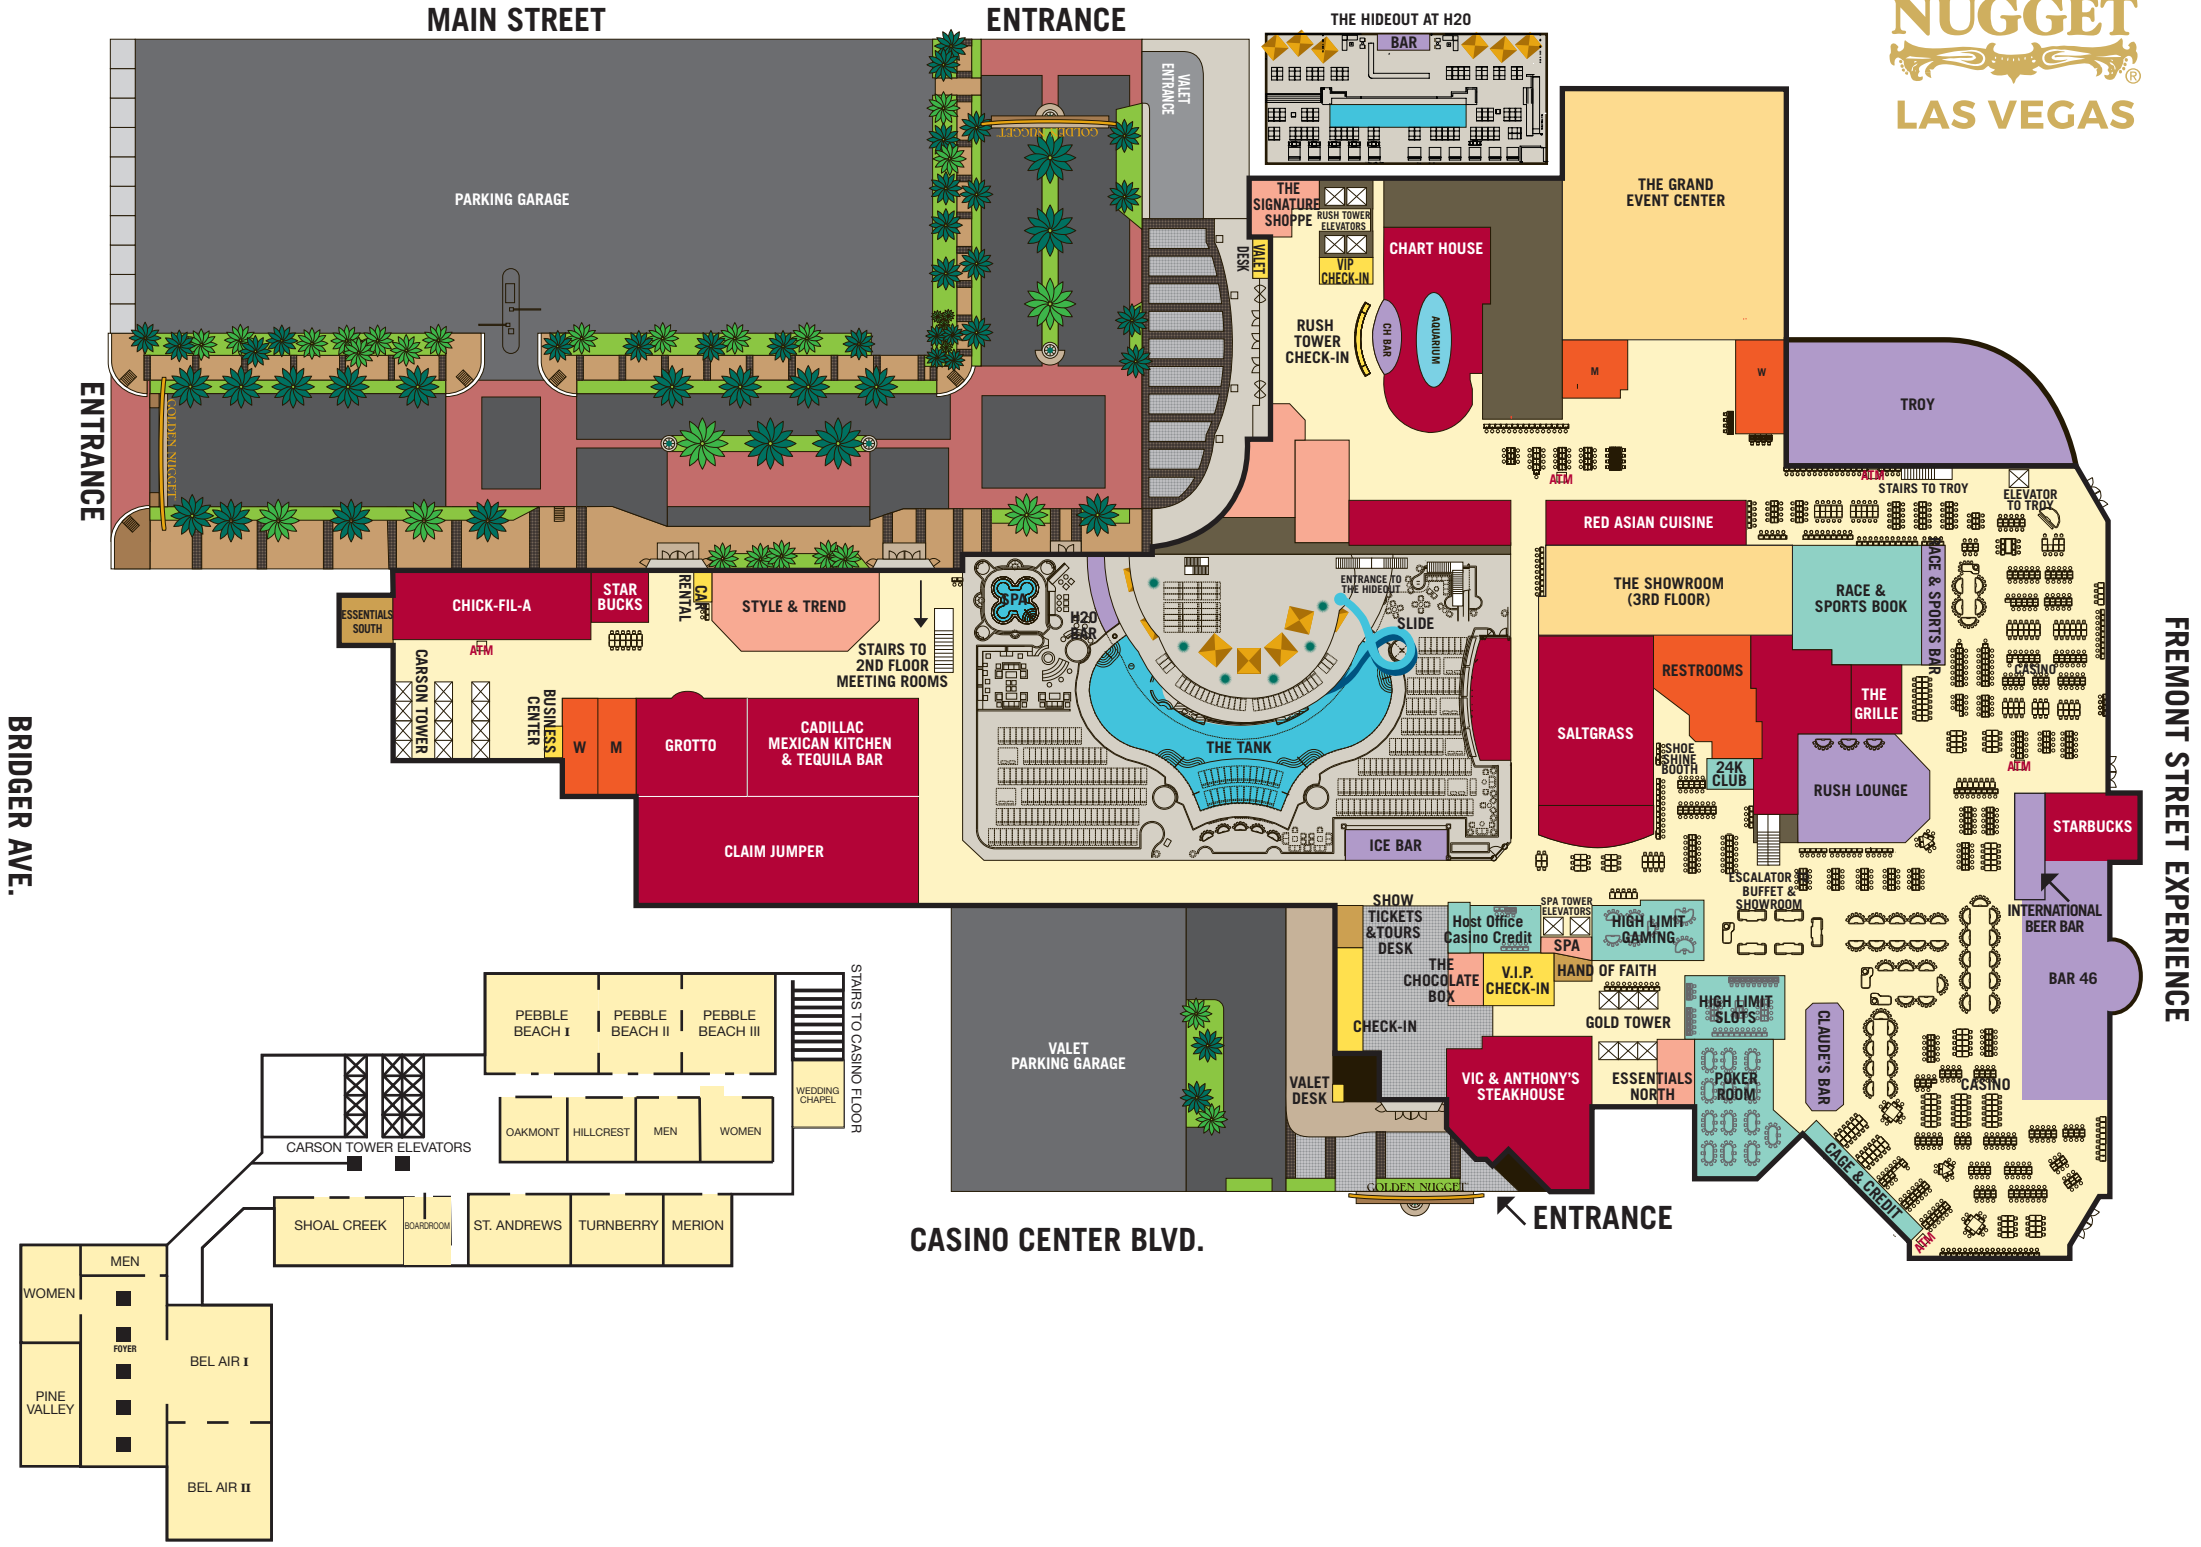 MAIN STREET
ENTRANCE
THE HIDEOUT AT H20
BAR
NUGGET
®
LAS VEGAS
VALET
ENTRANCE
GOLDEN NUGGET
PARKING GARAGE
THE
SIGNATURE
SHOPPE
RUSH TOWER
ELEVATORS
VALET
DESK
VIP
CHECK-IN
CHART HOUSE
THE GRAND
EVENT CENTER
RUSH
TOWER
CHECK-IN
CH BAR
AQUARIUM
M
W
TROY
ENTRANCE
GOLDEN NUGGET
ATM
ATM
STAIRS TO TROY
ELEVATOR
TO TROY
RED ASIAN CUISINE
THE SHOWROOM
(3RD FLOOR)
RACE &
SPORTS BOOK
RACE & SPORTS BAR
CHICK-FIL-A
STAR
BUCKS
CAR
RENTAL
STYLE & TREND
ESSENTIALS
SOUTH
ATM
STAIRS TO
2ND FLOOR
MEETING ROOMS
SPA
H20
BAR
ENTRANCE TO
THE HIDEOUT
SLIDE
CARSON TOWER
BUSINESS
CENTER
W
M
GROTTO
CADILLAC
MEXICAN KITCHEN
& TEQUILA BAR
CLAIM JUMPER
THE TANK
ICE BAR
SALTGRASS
RESTROOMS
THE
GRILLE
CASINO
SHOE
SHINE
BOOTH
24K
CLUB
RUSH LOUNGE
ATM
STARBUCKS
FREMONT STREET EXPERIENCE
BRIDGER AVE.
ESCALATOR
BUFFET &
SHOWROOM
INTERNATIONAL
BEER BAR
BAR 46
SHOW
TICKETS
&TOURS
DESK
Host Office
Casino Credit
SPA TOWER
ELEVATORS
SPA
HIGH LIMIT
GAMING
THE
CHOCOLATE
BOX
V.I.P.
CHECK-IN
HAND OF FAITH
GOLD TOWER
HIGH LIMIT
SLOTS
CLAUDE'S BAR
CHECK-IN
VALET
PARKING GARAGE
VALET
DESK
VIC & ANTHONY'S
STEAKHOUSE
ESSENTIALS
NORTH
POKER
ROOM
CASINO
CAGE & CREDIT
ATM
GOLDEN NUGGET
ENTRANCE
CASINO CENTER BLVD.
PEBBLE
BEACH I
PEBBLE
BEACH II
PEBBLE
BEACH III
STAIRS TO CASINO FLOOR
WEDDING
CHAPEL
OAKMONT
HILLCREST
MEN
WOMEN
CARSON TOWER ELEVATORS
SHOAL CREEK
BOARDROOM
ST. ANDREWS
TURNBERRY
MERION
MEN
WOMEN
FOYER
PINE
VALLEY
BEL AIR I
BEL AIR II